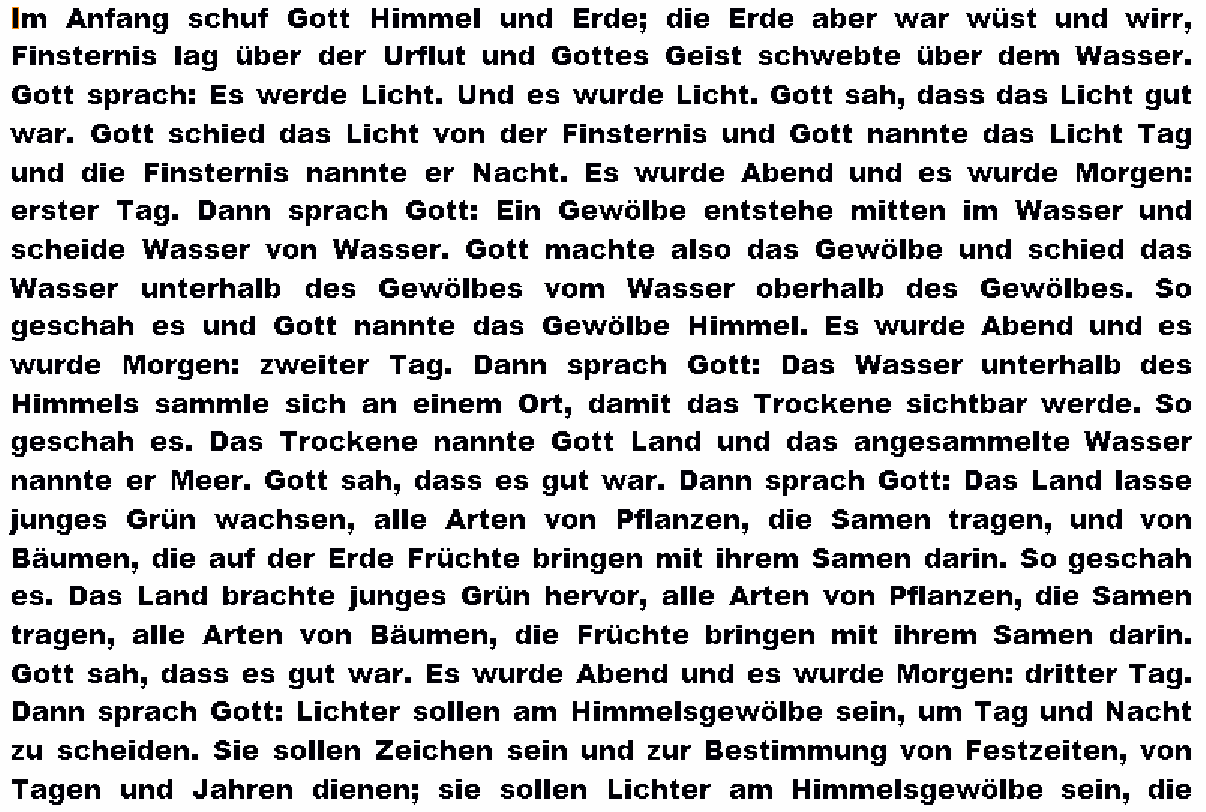 Im Anfang schuf Gott Himmel und Erde; die Erde aber war wüst und wirr,
Finsternis lag über der Urflut und Gottes Geist schwebte über dem Wasser.
Gott sprach: Es werde Licht. Und es wurde Licht. Gott sah, dass das Licht gut
war. Gott schied das Licht von der Finsternis und Gott nannte das Licht Tag
und die Finsternis nannte er Nacht. Es wurde Abend und es wurde Morgen:
erster Tag. Dann sprach Gott: Ein Gewölbe entstehe mitten im Wasser und
scheide Wasser von Wasser. Gott machte also das Gewölbe und schied das
Wasser unterhalb des Gewölbes vom Wasser oberhalb des Gewölbes. So
geschah es und Gott nannte das Gewölbe Himmel. Es wurde Abend und es
wurde Morgen: zweiter Tag. Dann sprach Gott: Das Wasser unterhalb des
Himmels sammle sich an einem Ort, damit das Trockene sichtbar werde. So
geschah es. Das Trockene nannte Gott Land und das angesammelte Wasser
nannte er Meer. Gott sah, dass es gut war. Dann sprach Gott: Das Land lasse
junges Grün wachsen, alle Arten von Pflanzen, die Samen tragen, und von
Bäumen, die auf der Erde Früchte bringen mit ihrem Samen darin. So geschah
es. Das Land brachte junges Grün hervor, alle Arten von Pflanzen, die Samen
tragen, alle Arten von Bäumen, die Früchte bringen mit ihrem Samen darin.
Gott sah, dass es gut war. Es wurde Abend und es wurde Morgen: dritter Tag.
Dann sprach Gott: Lichter sollen am Himmelsgewölbe sein, um Tag und Nacht
zu scheiden. Sie sollen Zeichen sein und zur Bestimmung von Festzeiten, von
Tagen und Jahren dienen; sie sollen Lichter am Himmelsgewölbe sein, die